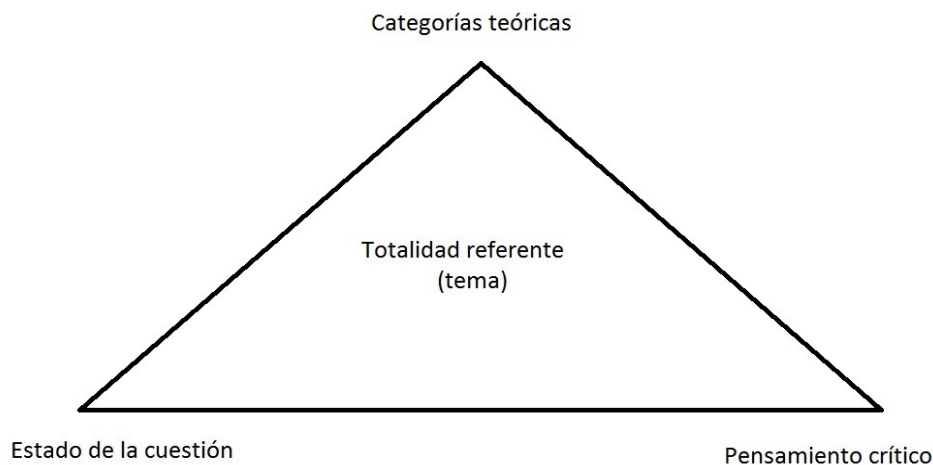 Categorías teóricas
Totalidad referente
(tema)
Estado de la cuestión
Pensamiento crítico